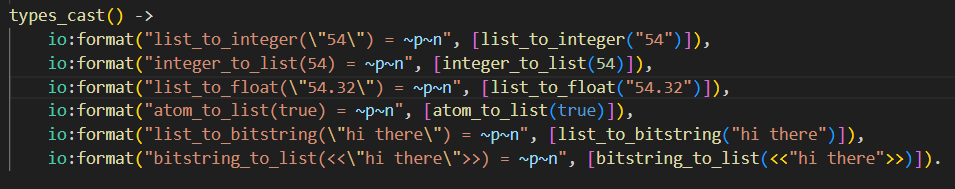 types_cast() ->
    io:format("list_to_integer(\"54\") = ~p~n", [list_to_integer("54")]),
    io:format("integer_to_list(54) = ~p~n", [integer_to_list(54)]),
    io:format("list_to_float(\"54.32\") = ~p~n", [list_to_float("54.32")]),
    io:format("atom_to_list(true) = ~p~n", [atom_to_list(true)]),
    io:format("list_to_bitstring(\"hi there\") = ~p~n", [list_to_bitstring("hi there")]),
    io:format("bitstring_to_list(<<\"hi there\">>) = ~p~n", [bitstring_to_list(<<"hi there">>)]).